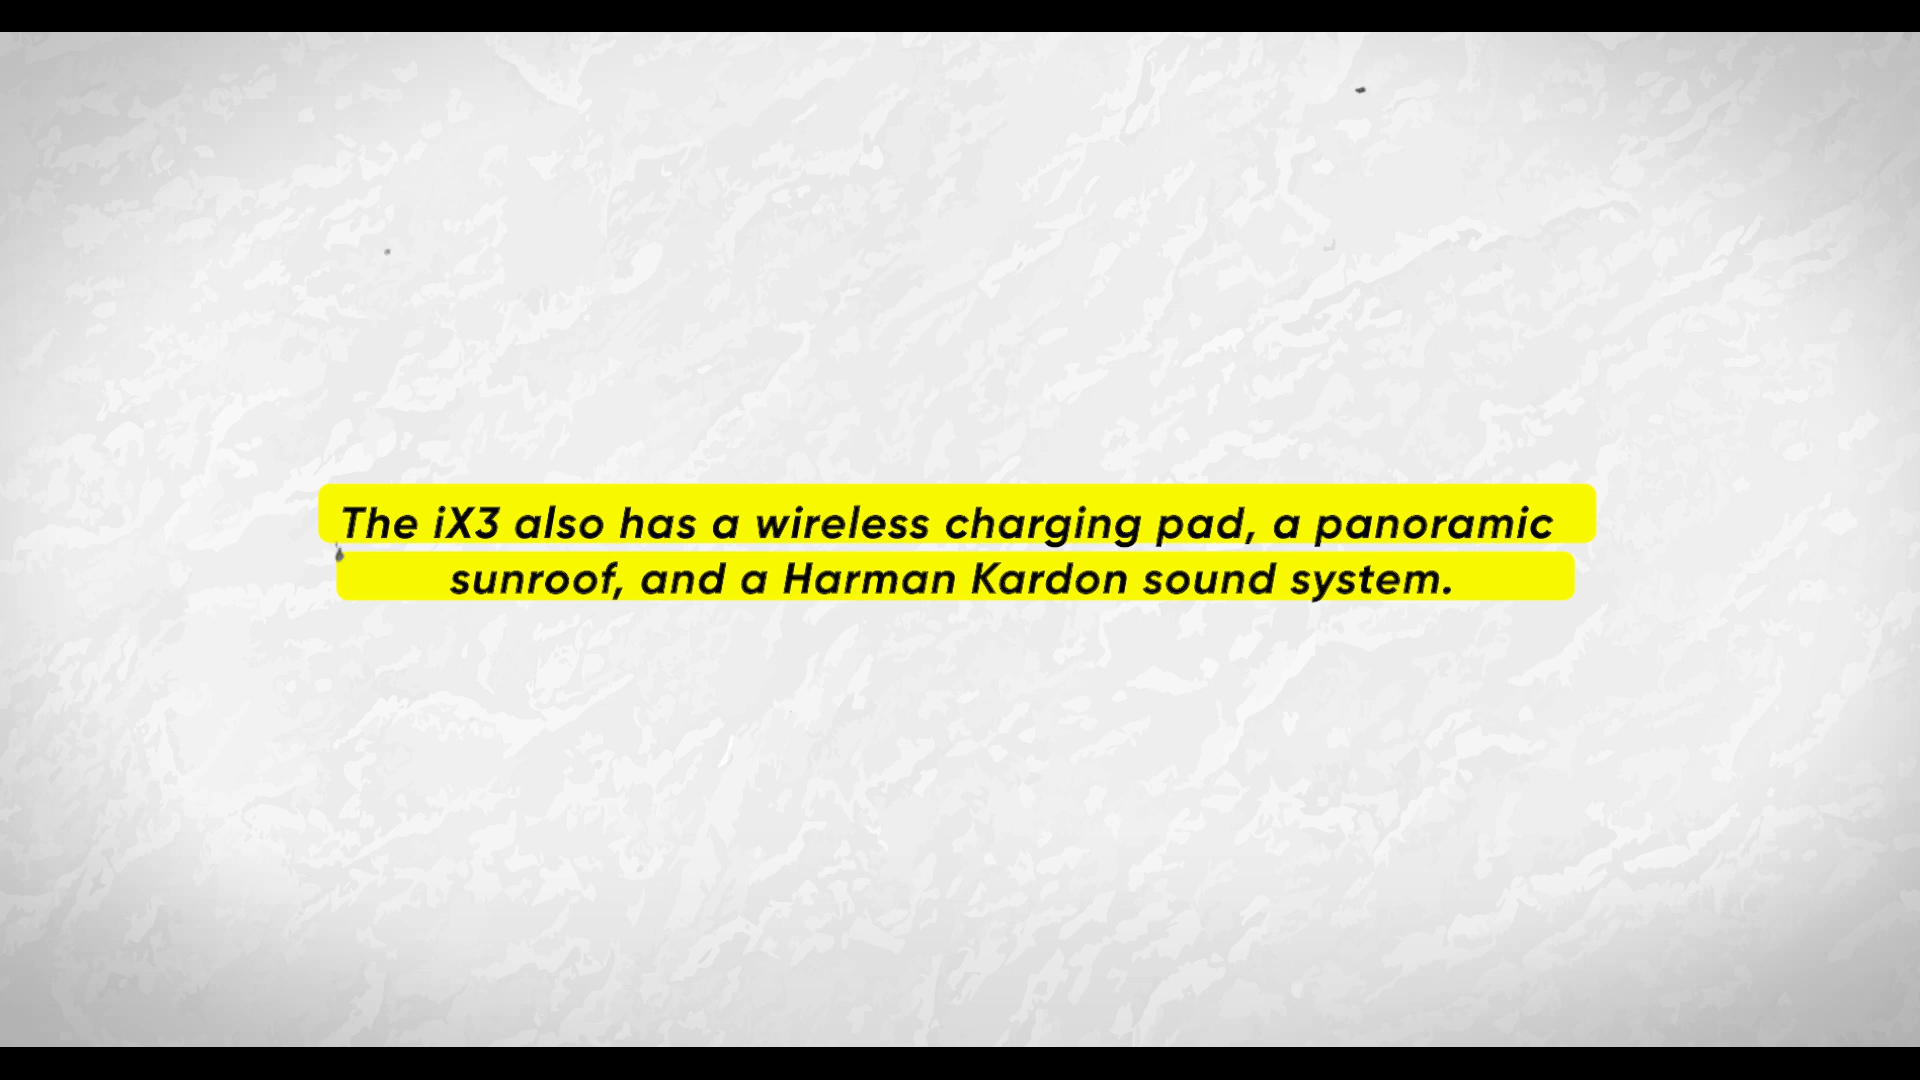 The iX3 also has a wireless charging pad, a panoramic
sunroof, and a Harman Kardon sound system.